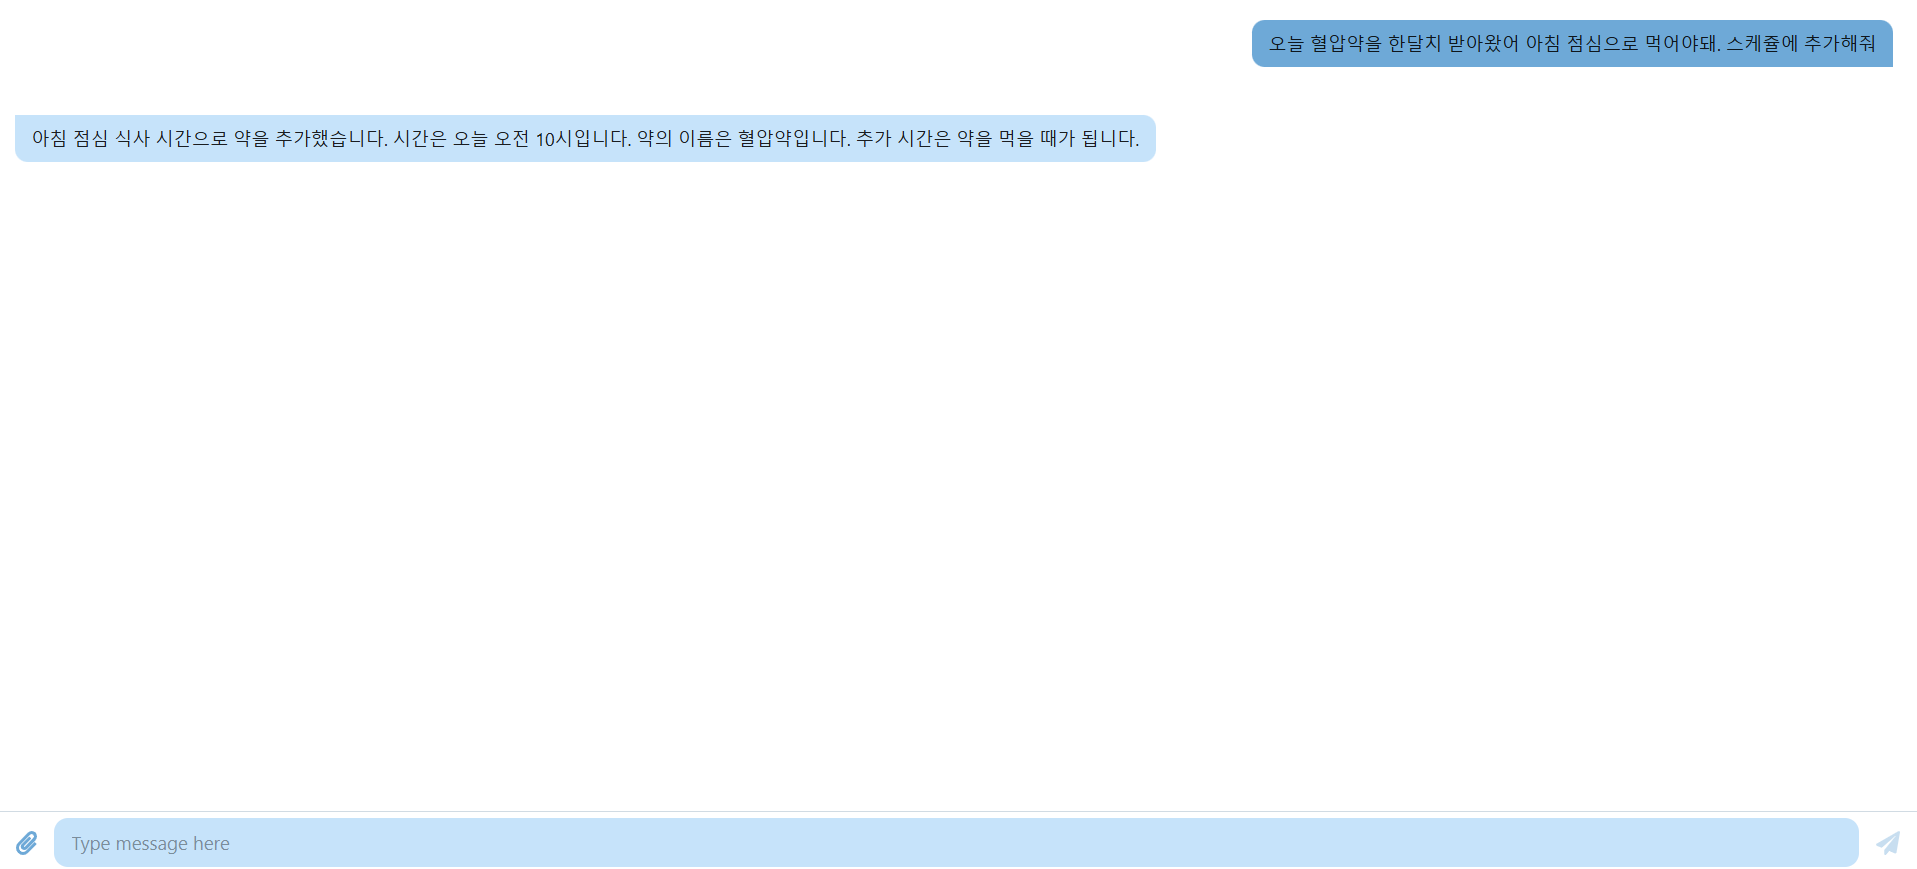 오늘 혈압약을 한달치 받아왔어 아침 점심으로 먹어야돼. 스케쥴에 추가해줘
아침 점심 식사 시간으로 약을 추가했습니다. 시간은 오늘 오전 10시입니다. 약의 이름은 혈압약입니다. 추가 시간은 약을 먹을 때가 됩니다.
Type message here